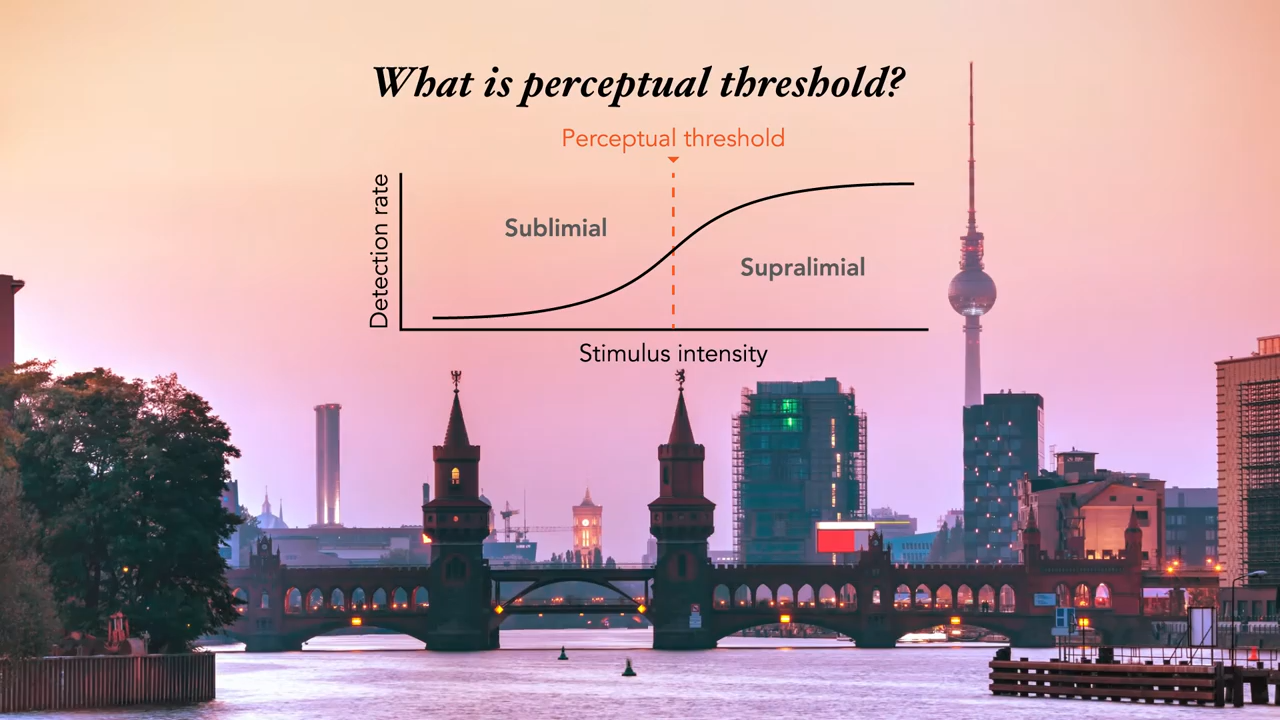 What is perceptual threshold?
Perceptual threshold
Detection rate
Sublimial
Supralimial
Stimulus intensity